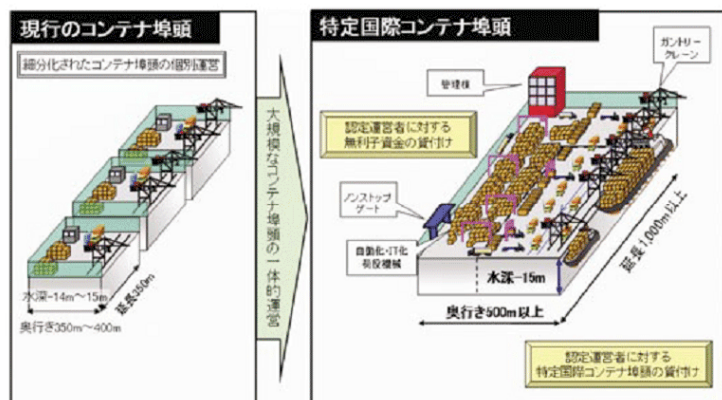 現行のコンテナ埠頭
細分化されたコンテナ埠頭の個別運営
水深-14m～15m
延長350m
奥行き350m～400m
大規模なコンテナ埠頭の一体的運営
特定国際コンテナ埠頭
ガントリー
クレーン
管理棟
認定運営者に対する
無利子資金の貸付け
ノンストップ
ゲート
自動化・IT化
荷役機械
水深-15m
延長1,000m以上
奥行き500m以上
認定運営者に対する
特定国際コンテナ埠頭の貸付け